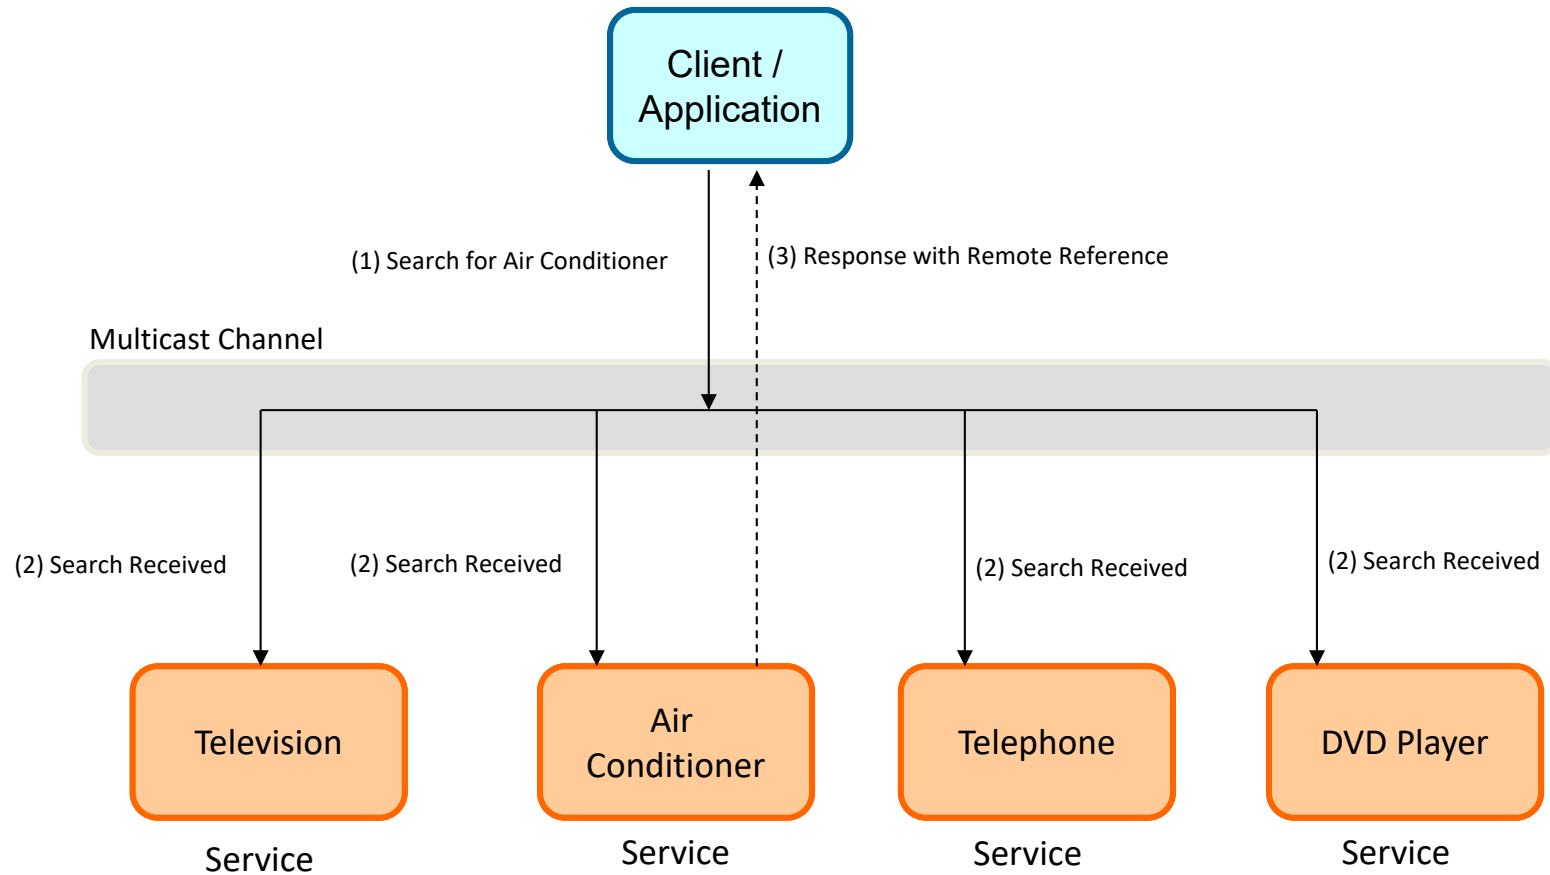 Client /
Application
(1) Search for Air Conditioner
(3) Response with Remote Reference
Multicast Channel
(2) Search Received
(2) Search Received
(2) Search Received
(2) Search Received
Television
Air
Conditioner
Telephone
DVD Player
Service
Service
Service
Service